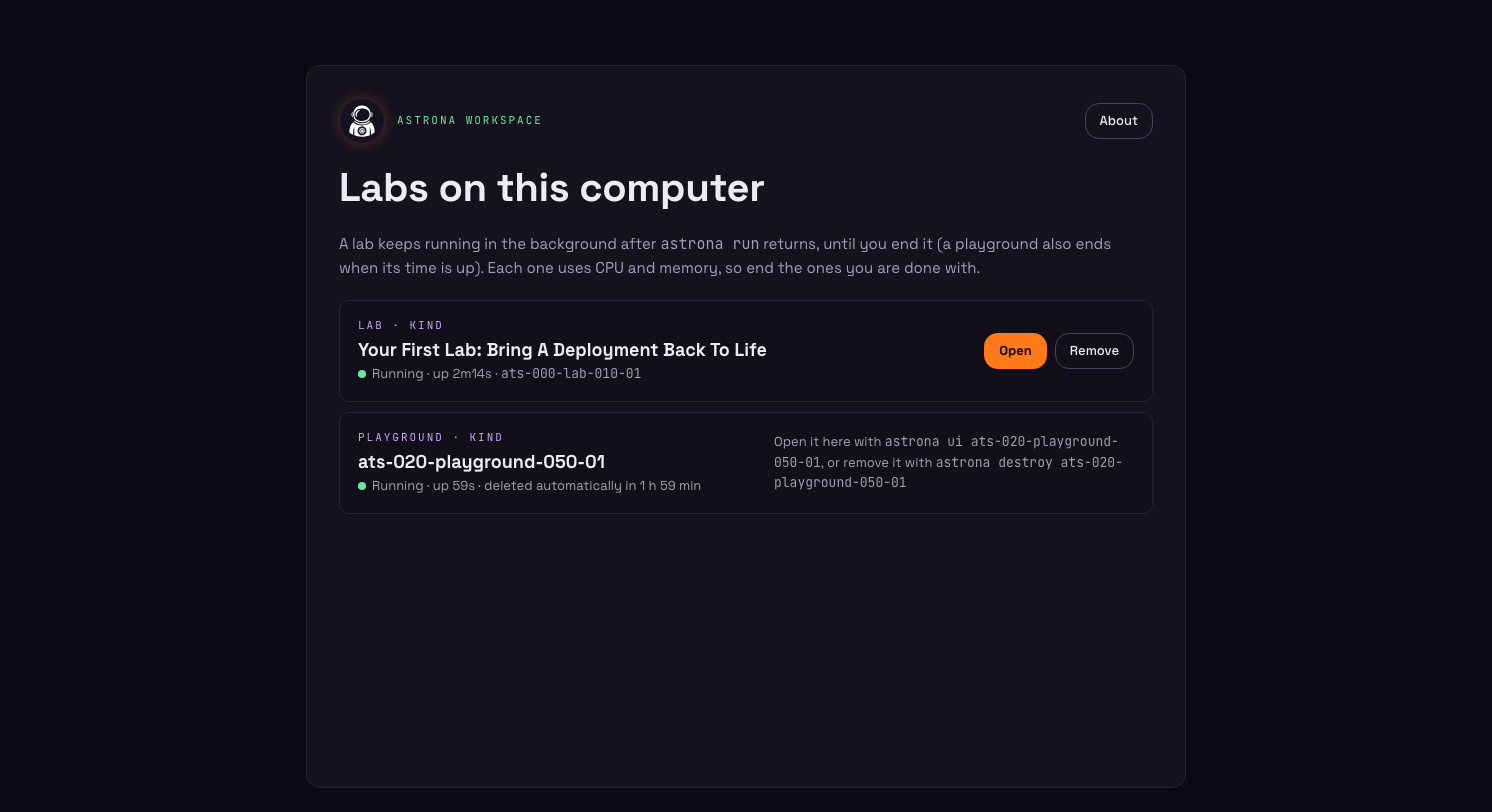 ASTRONA WORKSPACE
About
Labs on this computer
A lab keeps running in the background after astrona run returns, until you end it (a playground also ends
when its time is up). Each one uses CPU and memory, so end the ones you are done with.
LAB · KIND
Your First Lab: Bring A Deployment Back To Life
Running · up 2m14s · ats-000-lab-010-01
Open
Remove
PLAYGROUND · KIND
ats-020-playground-050-01
Running · up 59s · deleted automatically in 1 h 59 min
Open it here with astrona ui ats-020-playground-
050-01, or remove it with astrona destroy ats-020-
playground-050-01